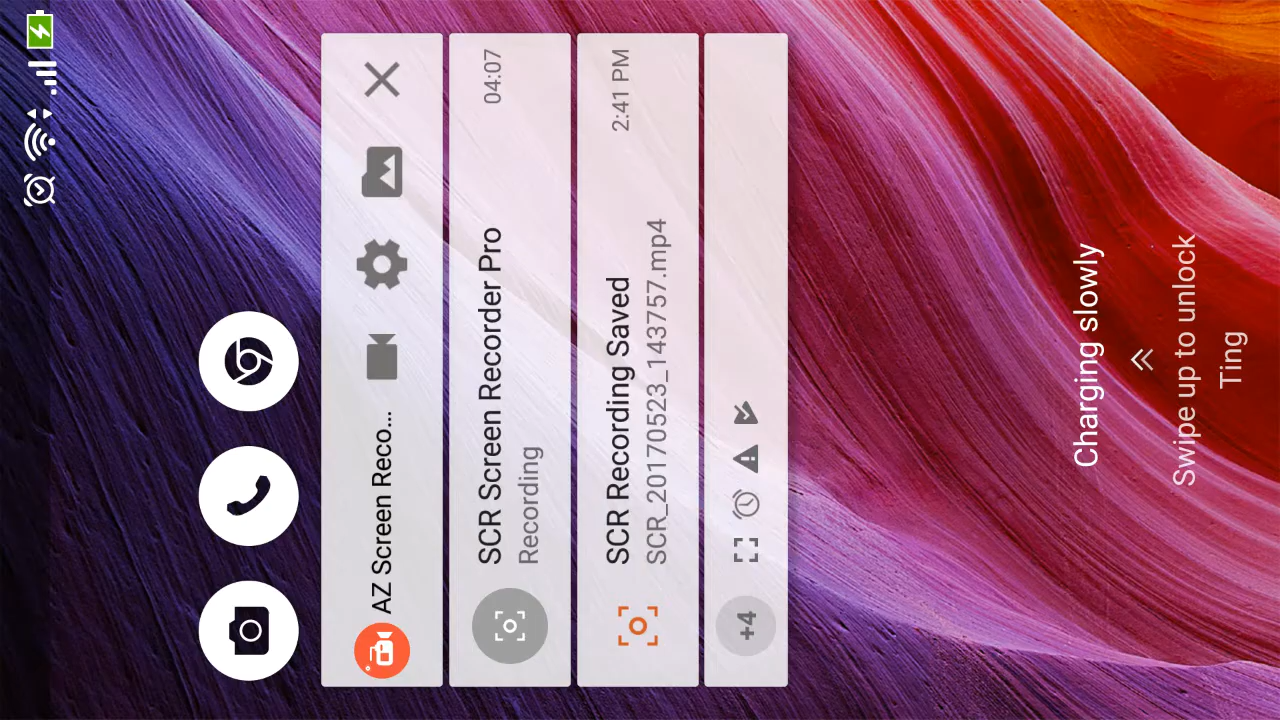 AZ Screen Reco...
SCR Screen Recorder Pro
04:07
Recording
SCR Recording Saved
2:41 PM
SCR_20170523_143757.mp4
+4
Charging slowly
Swipe up to unlock
Ting